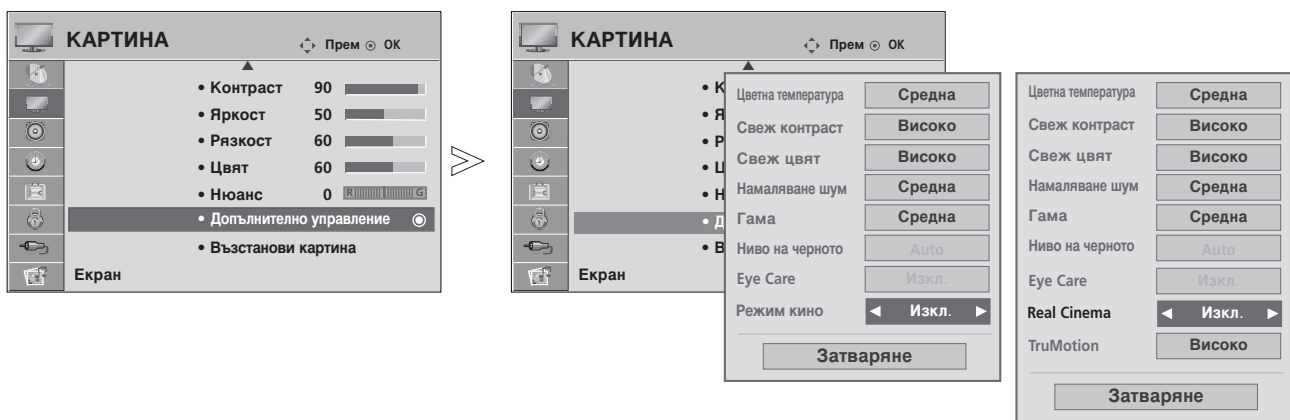 КАРТИНА
Прем ОК
• Контраст 90
• Яркост 50
• Рязкост 60
• Цвят 60
• Нюанс 0 R G
• Допълнително управление
• Възстанови картина
Екран
КАРТИНА
Прем ОК
• К
• Я
• Р
• Ц
• Н
• Д
• В
Екран
Цветна температура Средна
Свеж контраст Високо
Свеж цвят Високо
Намаляване шум Средна
Гама Средна
Ниво на черното Auto
Eye Care Изкл.
Режим кино ◀ Изкл. ▶
Затваряне
Цветна температура Средна
Свеж контраст Високо
Свеж цвят Високо
Намаляване шум Средна
Гама Средна
Ниво на черното Auto
Eye Care Изкл.
Real Cinema ◀ Изкл. ▶
TruMotion Високо
Затваряне